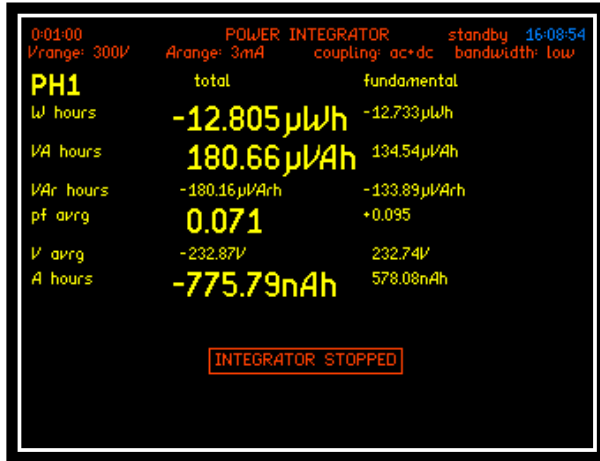 0:01:00 POWER INTEGRATOR standby 16:08:54
Vrange: 300V Arange: 3mA coupling: ac+dc bandwidth: low
PH1 total fundamental
W hours -12.805µWh -12.733µWh
VA hours 180.66µVAh 134.54µVAh
VAr hours -180.16µVArh -133.89µVArh
pf avrg 0.071 +0.095
V avrg -232.87V 232.74V
A hours -775.79nAh 578.08nAh
INTEGRATOR STOPPED